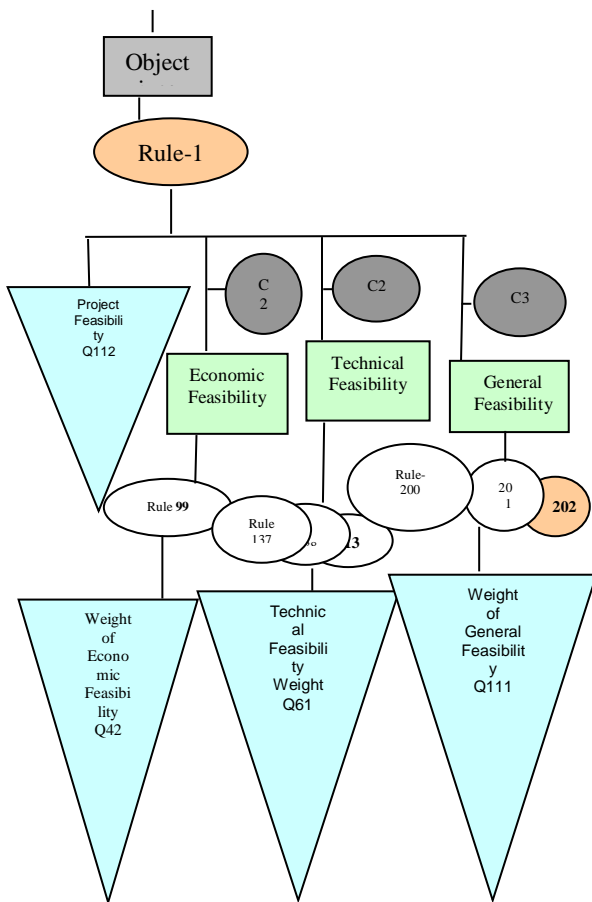 Object
Rule-1
C
2
C2
C3
Project
Feasibili
ty
Q112
Economic
Feasibility
Technical
Feasibility
General
Feasibility
Rule 99
Rule
137
13
Rule-
200
20
1
202
Weight
of
Econo
mic
Feasibi
lity
Q42
Technic
al
Feasibili
ty
Weight
Q61
Weight
of
General
Feasibilit
y
Q111